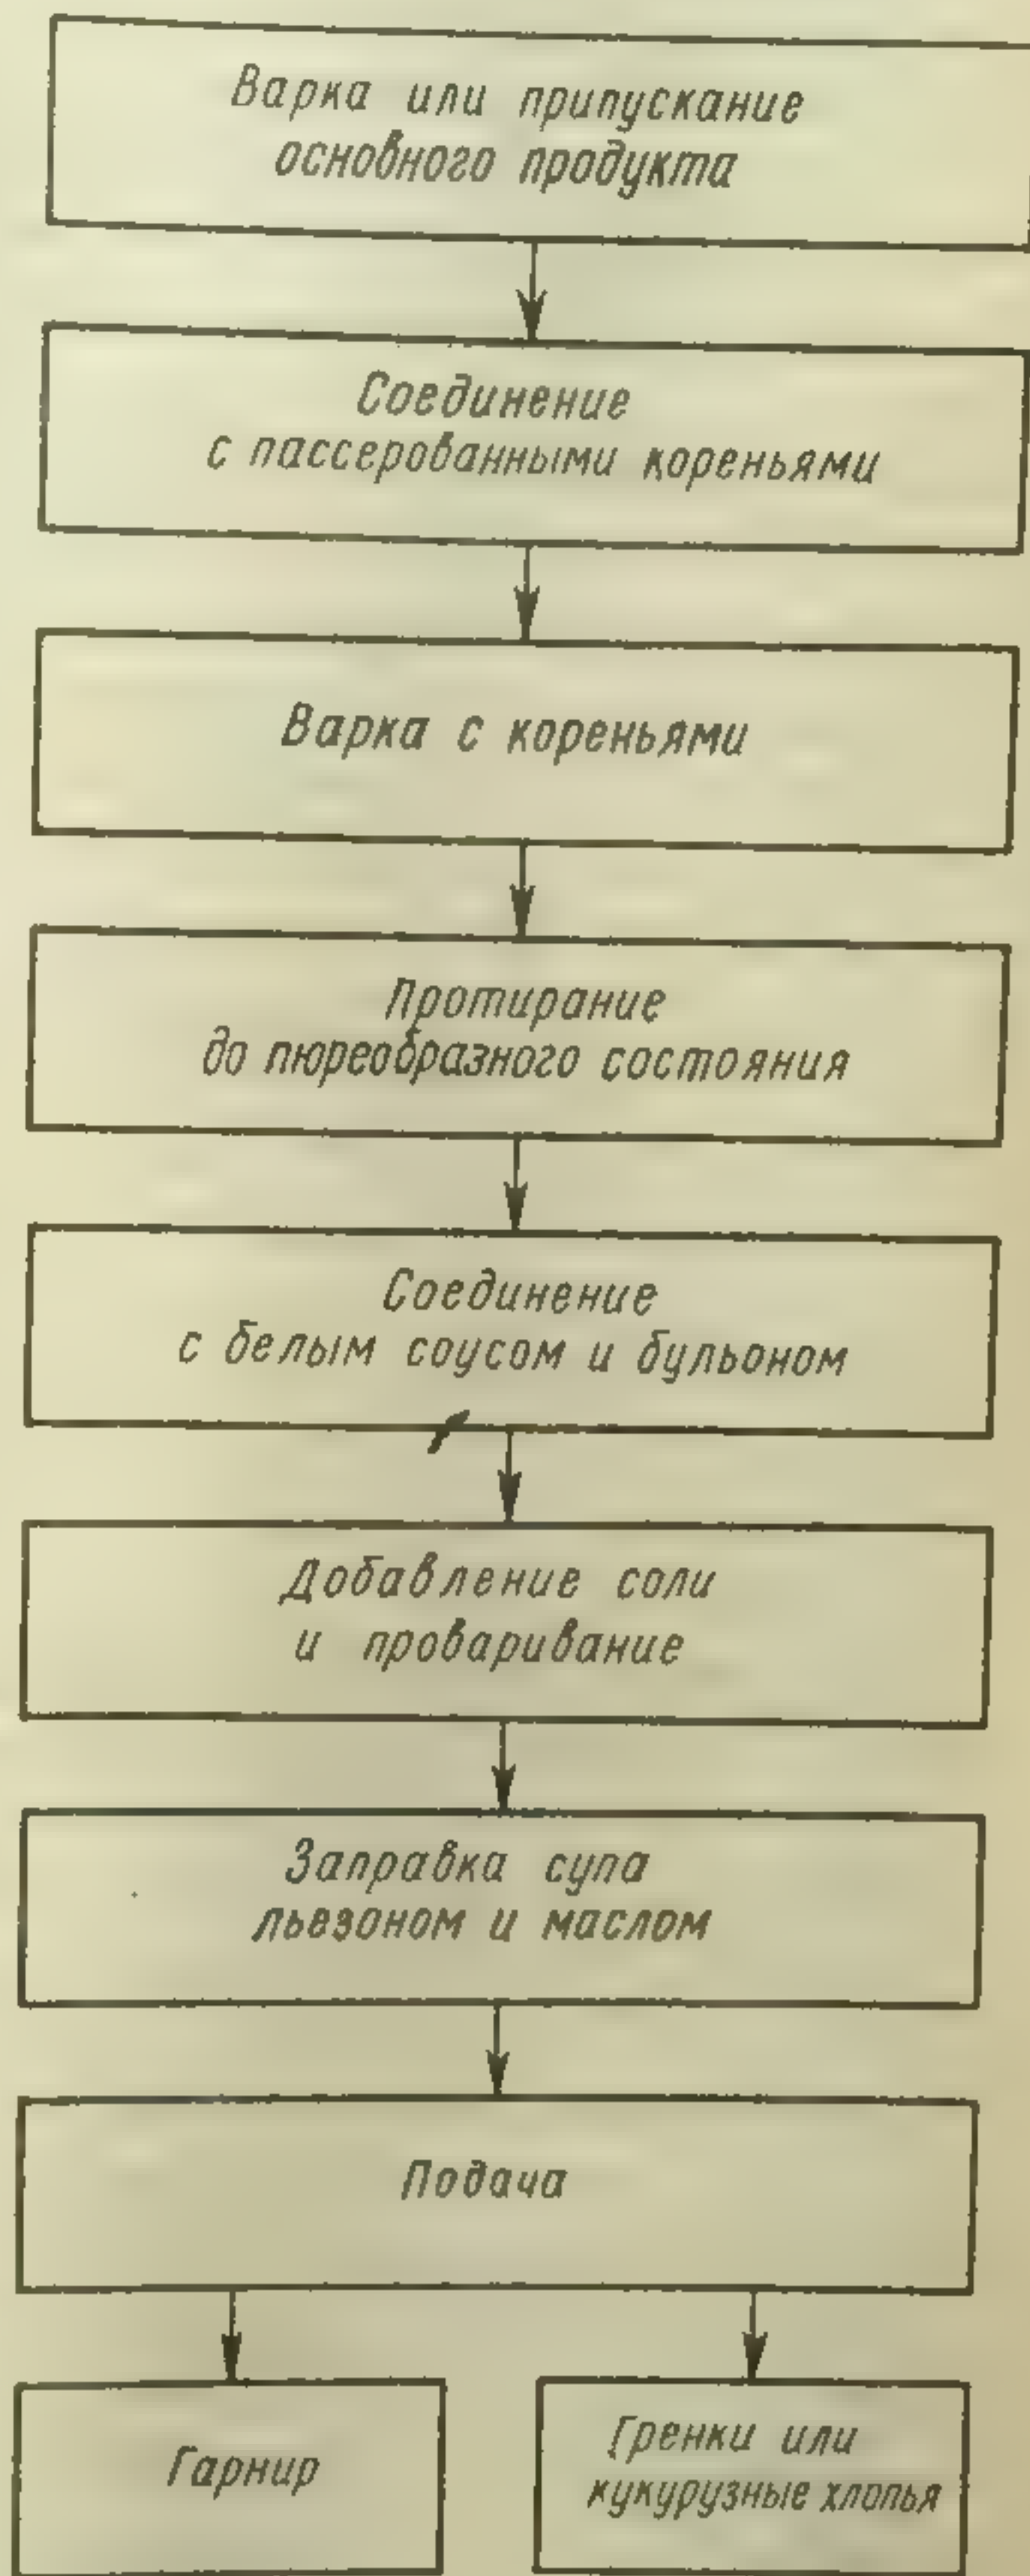 Варка или припускание
основного продукта
Соединение
с пассерованными кореньями
Варка с кореньями
Протирание
до пюреобразного состояния
Соединение
с белым соусом и бульоном
Добавление соли
и проваривание
Заправка супа
льезоном и маслом
Подача
Гарнир
Гренки или
кукурузные хлопья